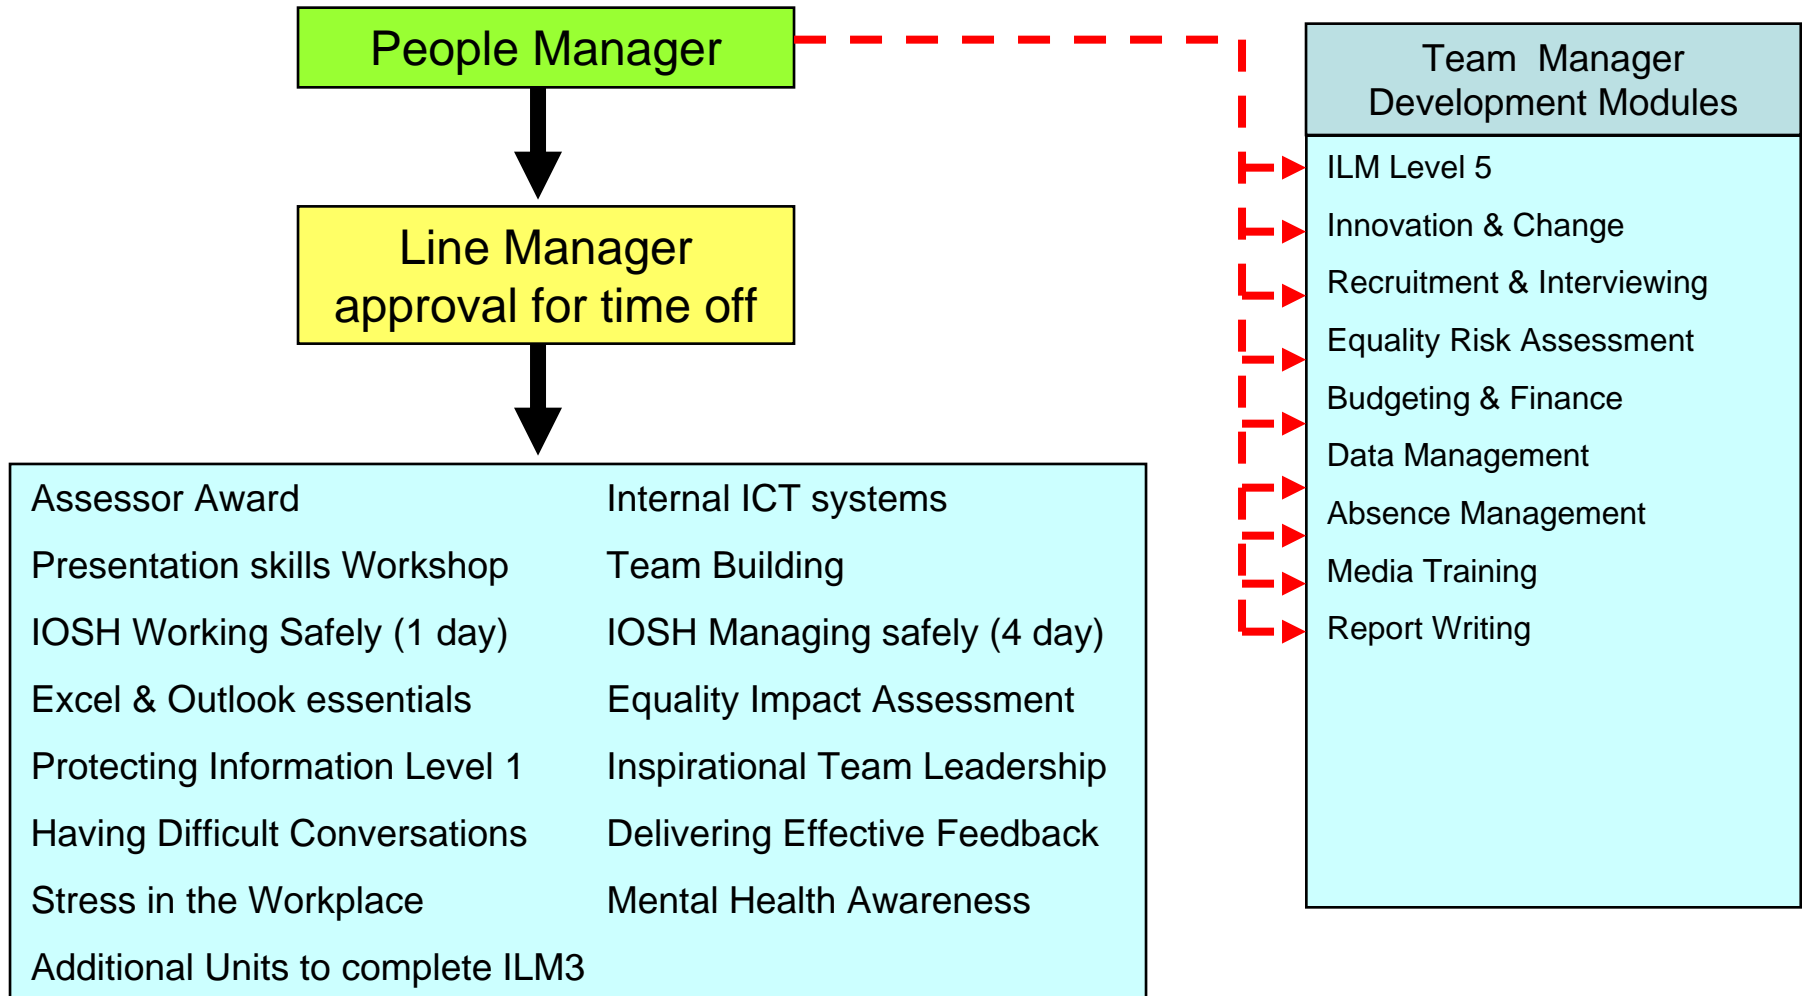 People Manager
Line Manager
approval for time off
Assessor Award
Presentation skills Workshop
IOSH Working Safely (1 day)
Excel & Outlook essentials
Protecting Information Level 1
Having Difficult Conversations
Stress in the Workplace
Additional Units to complete ILM3
Internal ICT systems
Team Building
IOSH Managing safely (4 day)
Equality Impact Assessment
Inspirational Team Leadership
Delivering Effective Feedback
Mental Health Awareness
Team Manager
Development Modules
ILM Level 5
Innovation & Change
Recruitment & Interviewing
Equality Risk Assessment
Budgeting & Finance
Data Management
Absence Management
Media Training
Report Writing